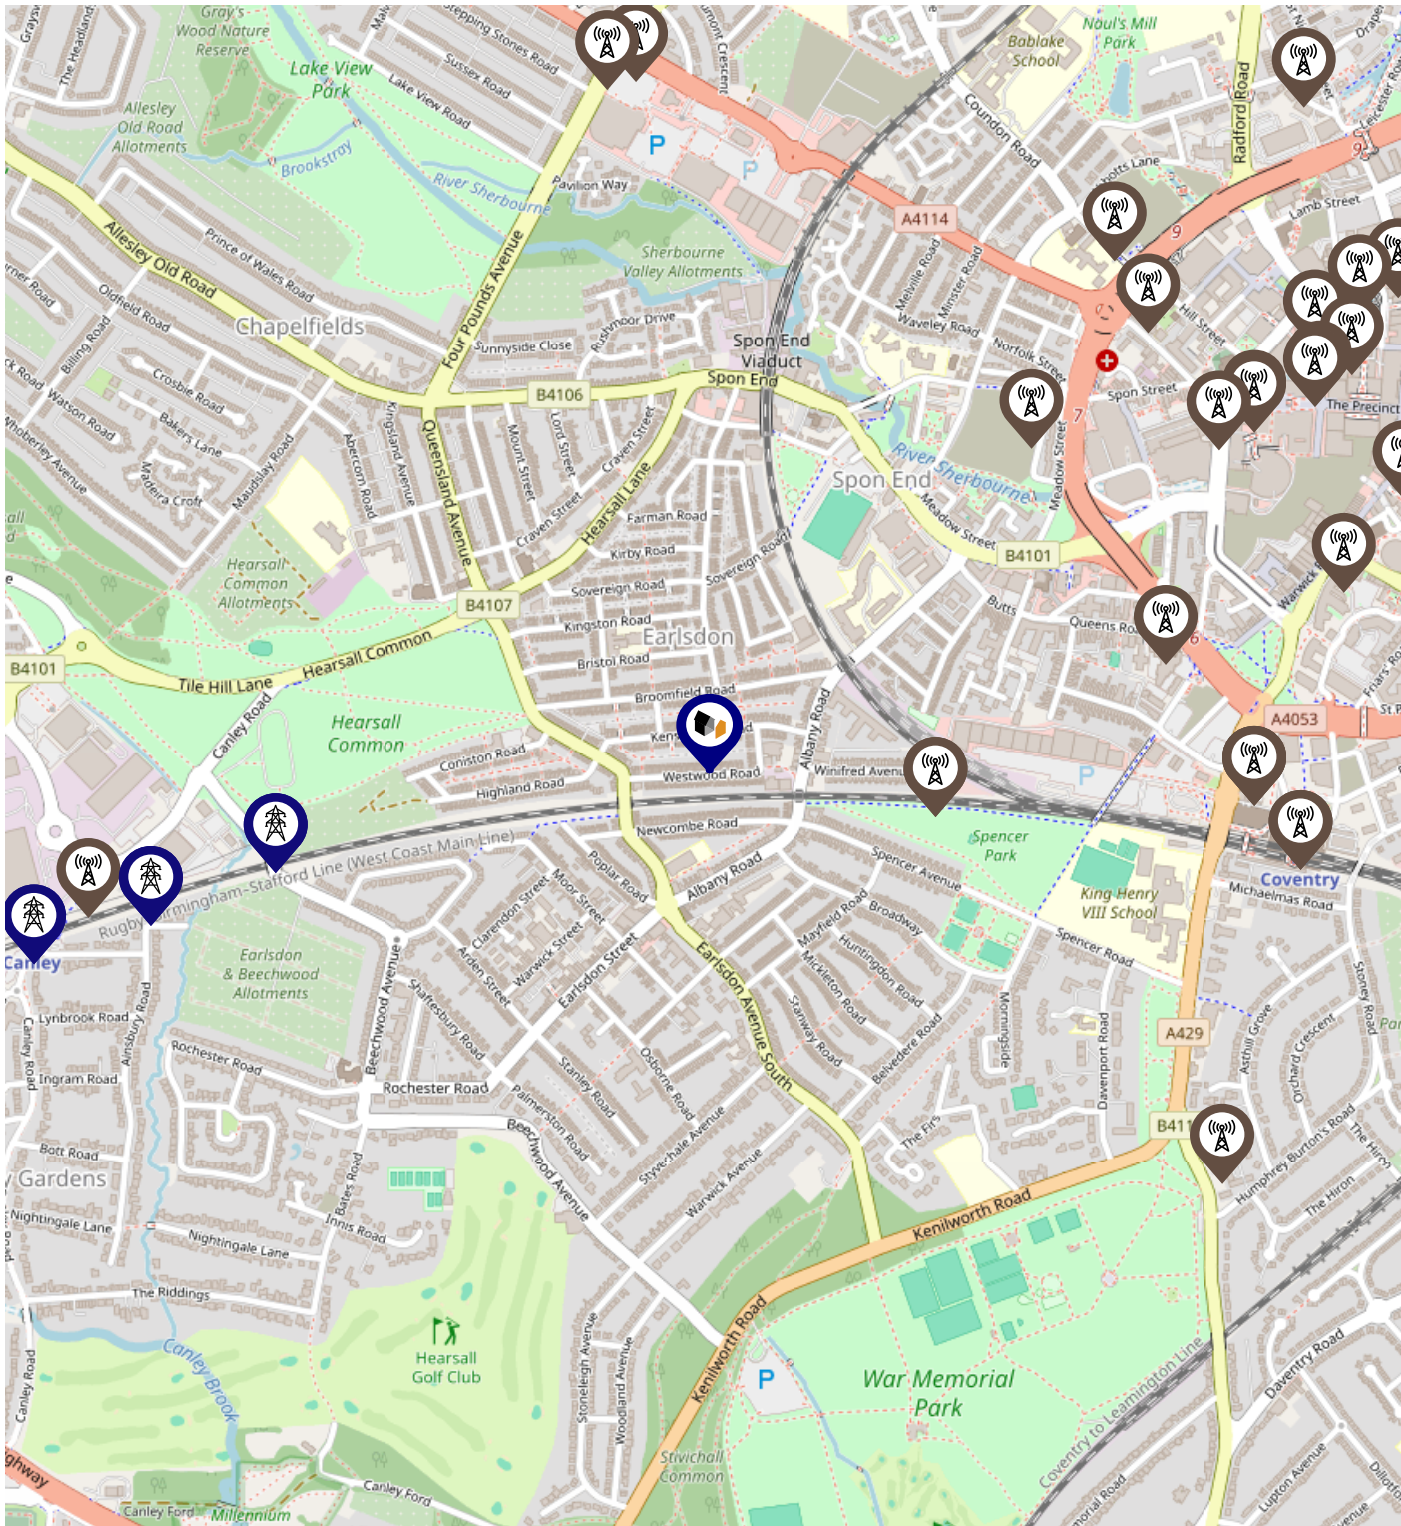 Gray's
Wood Nature
Reserve
The Headland
Stepping Stones Road
Sussex Road
Lake View Road
Lake View
Park
Allesley
Old Road
Allotments
Brookstray
River Sherbourne
Pavilion Way
P
P
Bablake
School
Naul's Mill
Park
Coundon Road
Radford Road
A4114
9
Lamb Street
Allesley Old Road
Prince of Wales Road
Oldfield Road
Billing Road
Chapelfields
Four Pounds Avenue
Sherbourne
Valley Allotments
Rushmoor Drive
Sunnyside Close
Spon End
Viaduct
Spon End
B4106
Melville Road
Minster Road
Waveley Road
Norfolk Street
Hill Street
Spon Street
The Precinct
7
Crosbie Road
Bakers Lane
Madeira Croft
Maudslay Road
Watson Road
Whoberley Avenue
Abercorn Road
Kingsland Avenue
Queensland Avenue
Mount Street
Lord Street
Craven Street
Craven Street
Hearsall Lane
Farman Road
Kirby Road
Sovereign Road
Sovereign Road
Kingston Road
Bristol Road
Earlsdon
Broomfield Road
Spon End
River Sherbourne
Meadow Street
Meadow Street
B4101
Butts
6
A4053
Hearsall
Common
Allotments
B4107
Hearsall Common
Tile Hill Lane
B4101
Canley Road
Hearsall
Common
Coniston Road
Highland Road
Westwood Road
Albany Road
Winifred Avenue
P
Newcombe Road
Poplar Road
Albany Road
Spencer Avenue
Spencer
Park
King Henry
VIII School
Coventry
Michaelmas Road
Rugby-Birmingham-Stafford Line (West Coast Main Line)
Canley
Earlsdon
& Beechwood
Allotments
Moor Street
Clarendon Street
Warwick Street
Arden Street
Earlsdon Street
Mayfield Road
Broadway
Huntingdon Road
Mickleton Road
Stanway Road
Spencer Road
Stoney Road
Beechwood Avenue
Shaftesbury Road
Earlsdon Avenue South
Belvedere Road
Morningside
Davenport Road
A429
Asthill Grove
Orchard Crescent
Lynbrook Road
Canley Road
Ainsbury Road
Rochester Road
Rochester Road
Ingram Road
Stanley Road
Osborne Road
Palmerston Road
Styvechale Avenue
Warwick Avenue
The Firs
Humphrey Burton's Road
The Hiron
The Hiron
Bott Road
Beechwood Avenue
Bates Road
Innis Road
Nightingale Lane
Nightingale Lane
Kenilworth Road
The Riddings
Canley Brook
Hearsall
Golf Club
Stoneleigh Avenue
Woodland Avenue
Kenilworth Road
P
War Memorial
Park
Coventry to Leamington Line
Daventry Road
Canley Road
Stivichall
Common
Canley Ford
Canley Ford
Millennium
Lupton Avenue